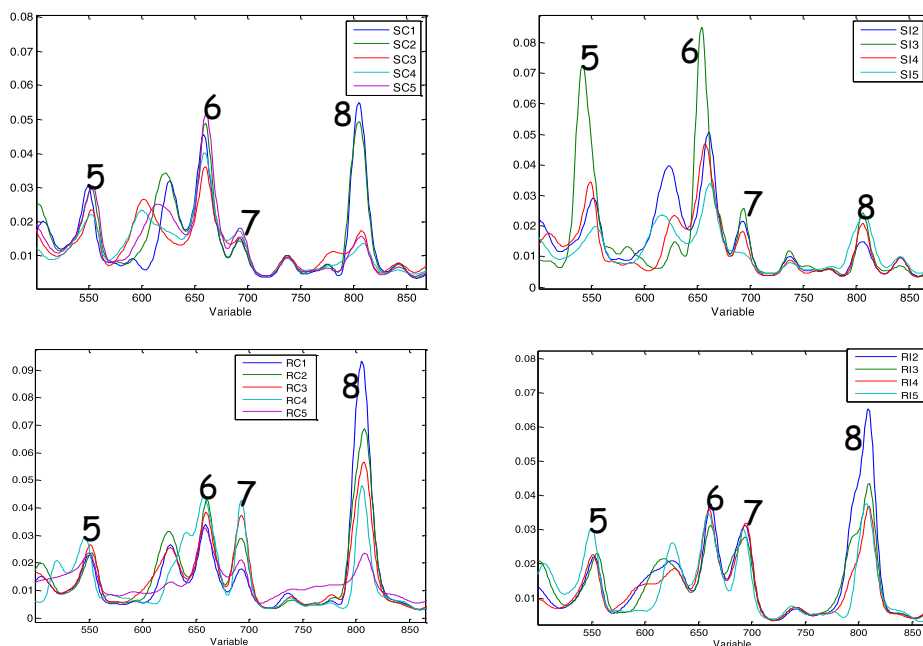 0.08
0.07
0.06
0.05
0.04
0.03
0.02
0.01
550 600 650 700 750 800 850
Variable
5 6 7 8
SC1
SC2
SC3
SC4
SC5
0.08
0.07
0.06
0.05
0.04
0.03
0.02
0.01
550 600 650 700 750 800 850
Variable
5 6 7 8
SI2
SI3
SI4
SI5
0.09
0.08
0.07
0.06
0.05
0.04
0.03
0.02
0.01
0
550 600 650 700 750 800 850
Variable
5 6 7 8
RC1
RC2
RC3
RC4
RC5
0.08
0.07
0.06
0.05
0.04
0.03
0.02
0.01
550 600 650 700 750 800 850
Variable
5 6 7 8
RI2
RI3
RI4
RI5